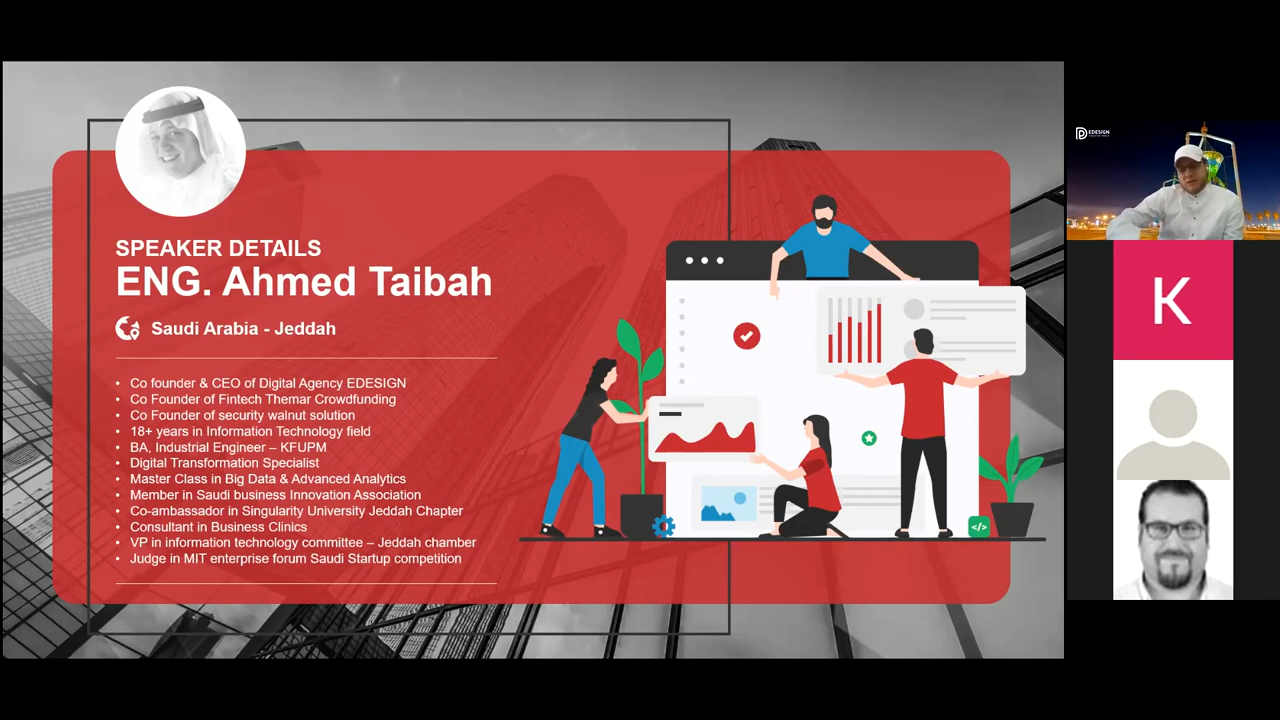 SPEAKER DETAILS
ENG. Ahmed Taibah
Saudi Arabia - Jeddah
• Co founder & CEO of Digital Agency EDESIGN
• Co Founder of Fintech Themar Crowdfunding
• Co Founder of security walnut solution
• 18+ years in Information Technology field
• BA, Industrial Engineer – KFUPM
• Digital Transformation Specialist
• Master Class in Big Data & Advanced Analytics
• Member in Saudi business Innovation Association
• Co-ambassador in Singularity University Jeddah Chapter
• Consultant in Business Clinics
• VP in information technology committee – Jeddah chamber
• Judge in MIT enterprise forum Saudi Startup competition
</>
EDESIGN
K